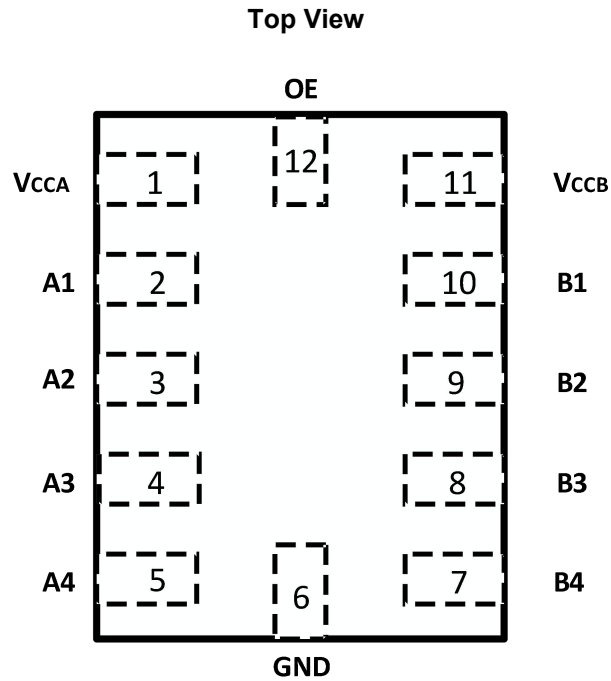 Top View
OE
12
VCCA 1 11 VCCB
A1 2 10 B1
A2 3 9 B2
A3 4 8 B3
A4 5 7 B4
6
GND